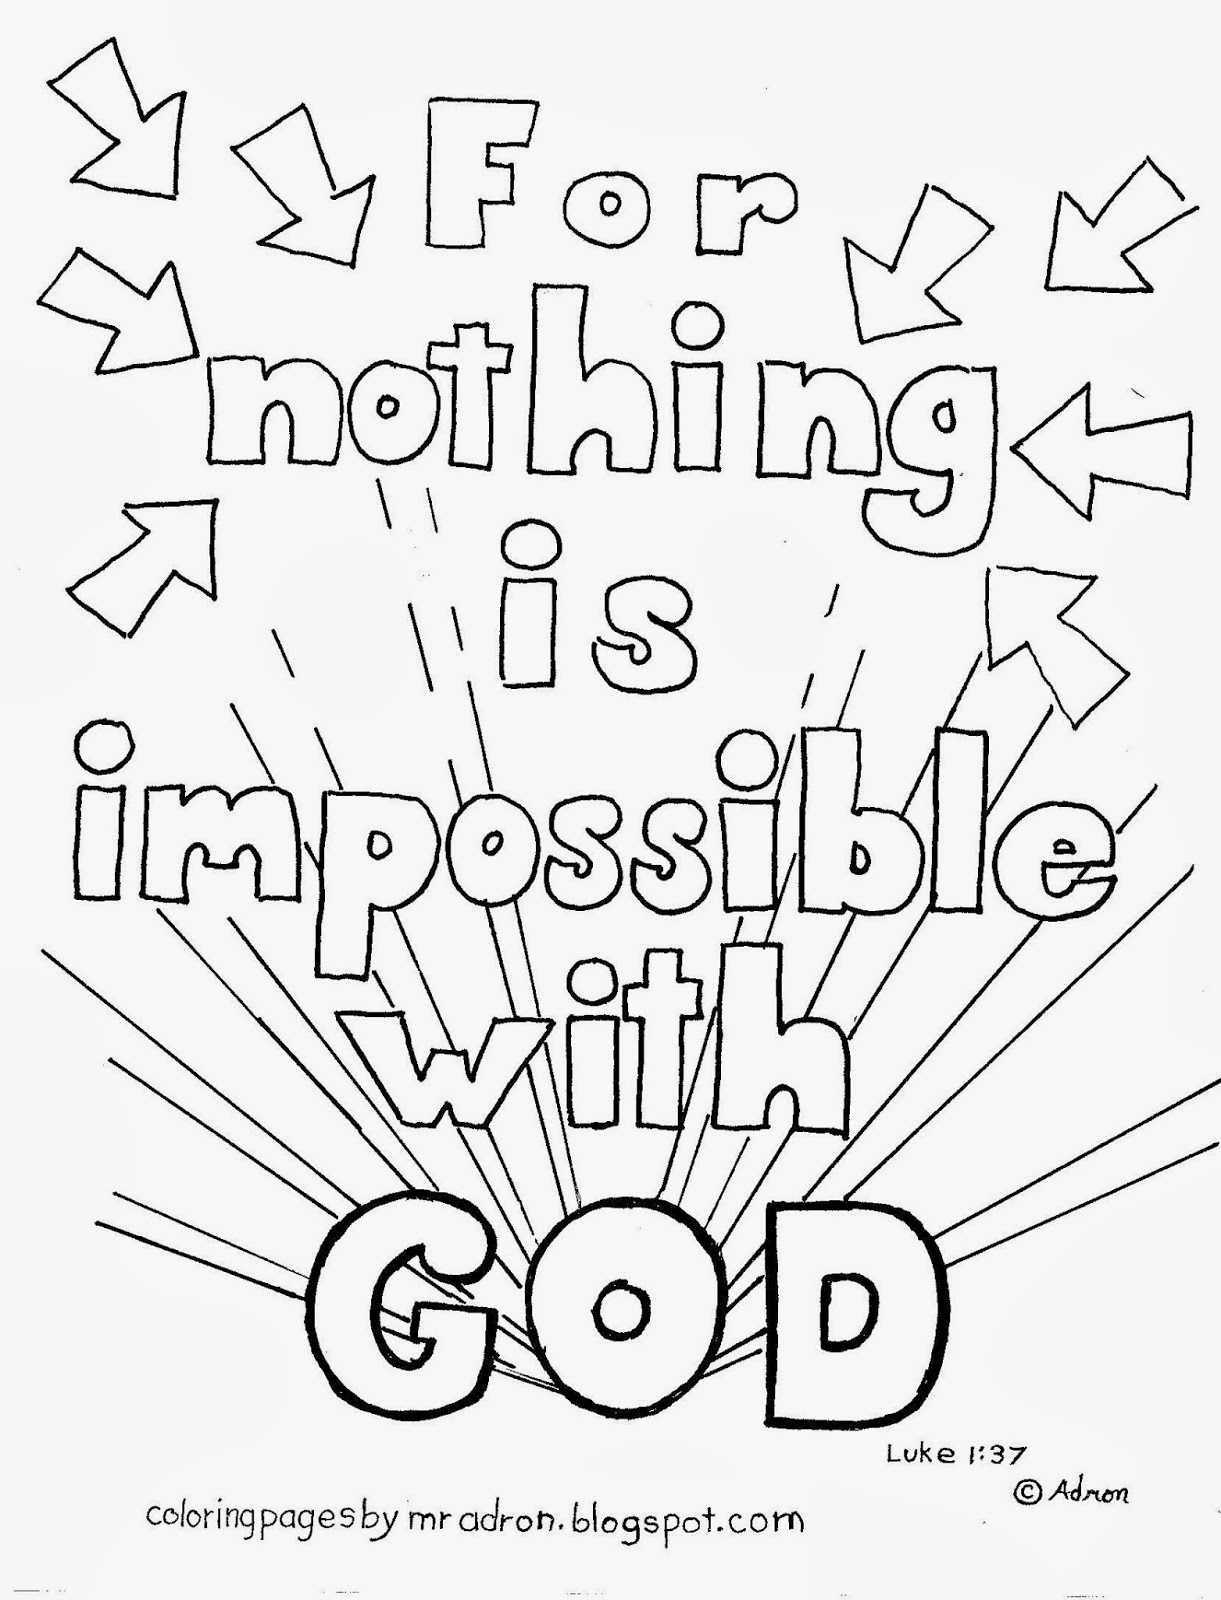 For
nothing
is
impossible
with
GOD
Luke 1:37
© Adron
coloringpagesbymradron.blogspot.com